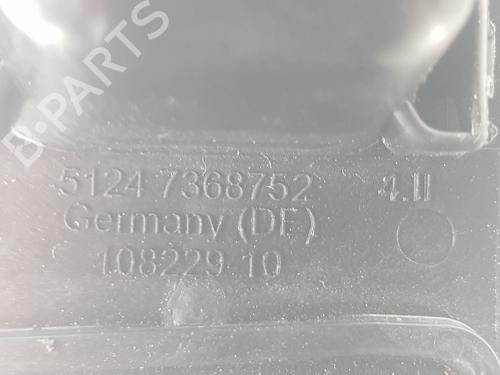 B-PARTS
5124 7368752 4.II
Germany (DE)
108229 10